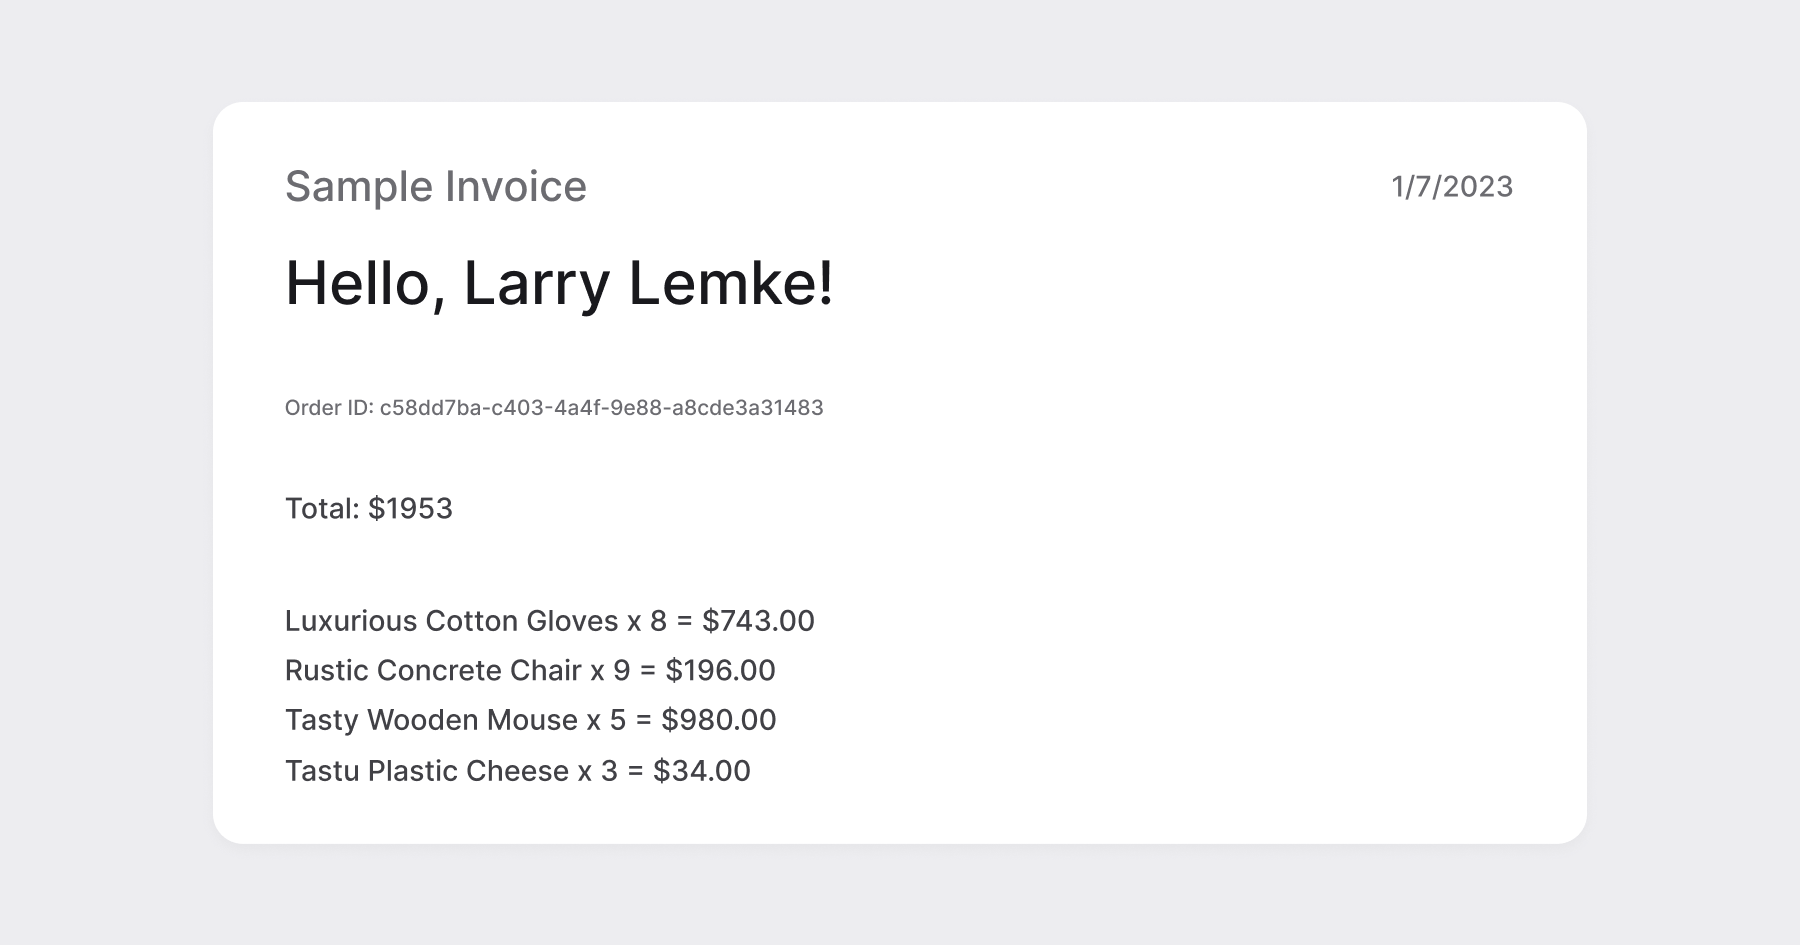 Sample Invoice
1/7/2023
Hello, Larry Lemke!
Order ID: c58dd7ba-c403-4a4f-9e88-a8cde3a31483
Total: $1953
Luxurious Cotton Gloves x 8 = $743.00
Rustic Concrete Chair x 9 = $196.00
Tasty Wooden Mouse x 5 = $980.00
Tastu Plastic Cheese x 3 = $34.00